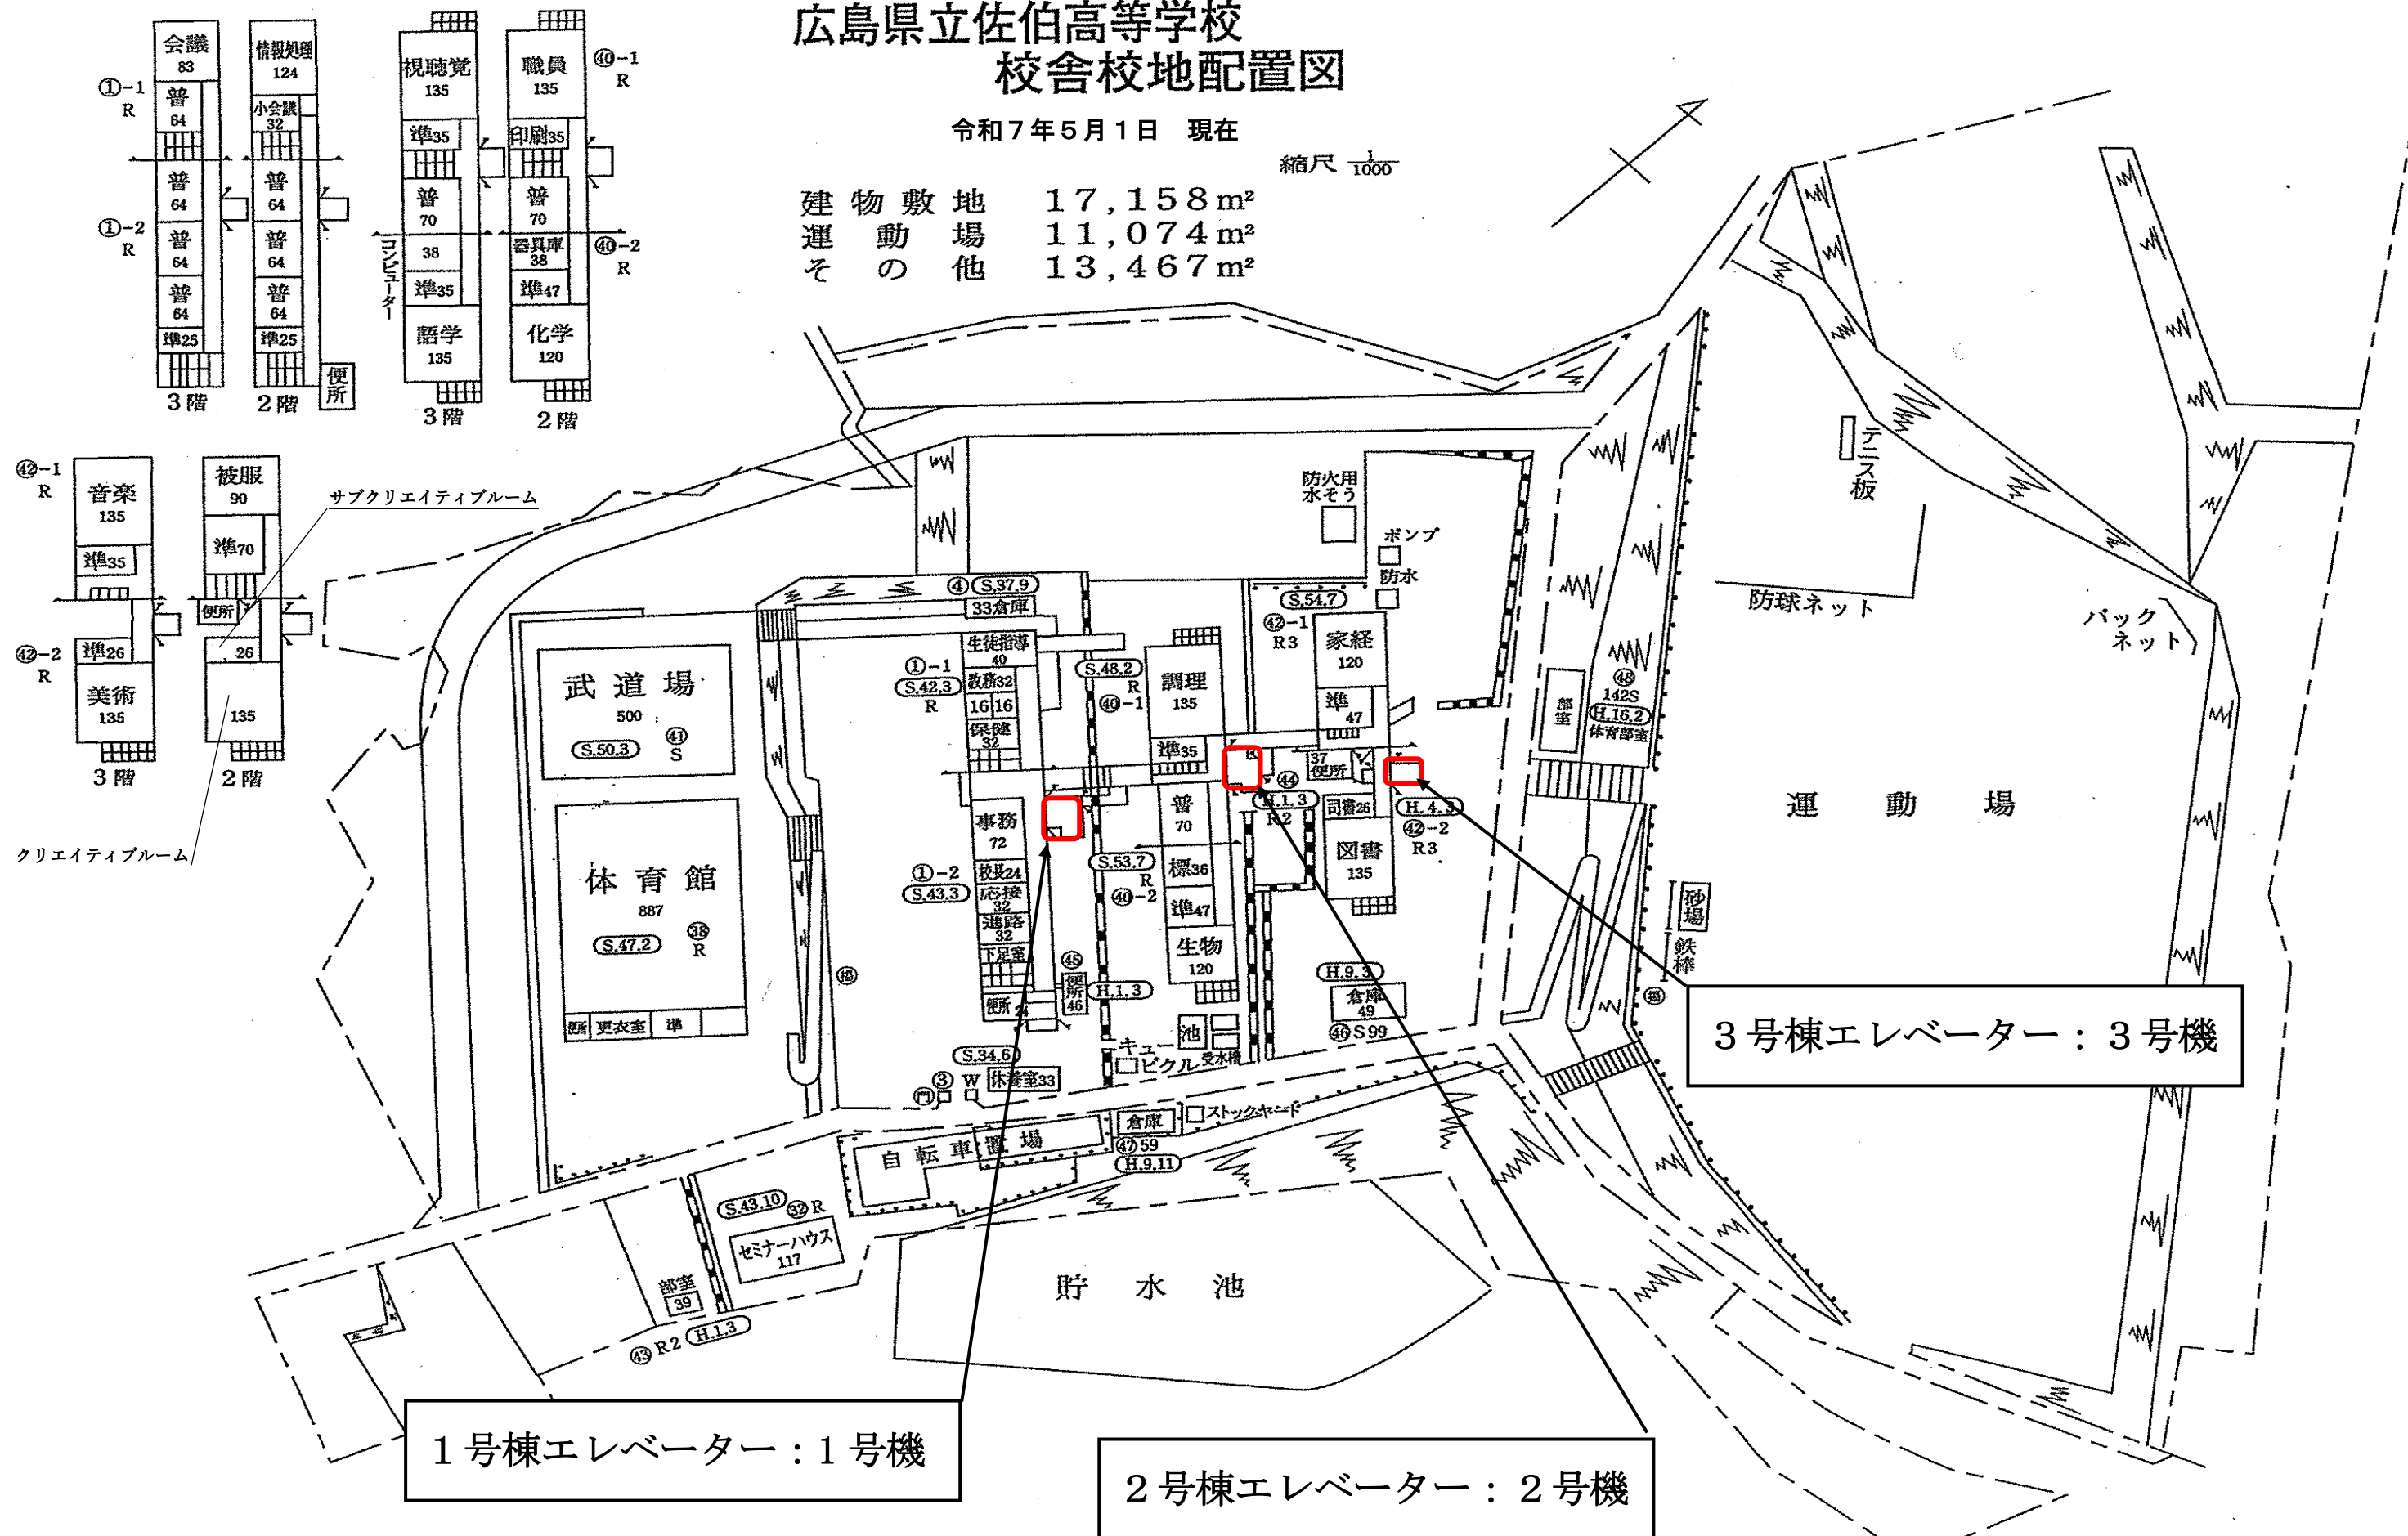 広島県立佐伯高等学校
校舎校地配置図
令和7年5月1日 現在
縮尺 1/1000
建物敷地 17,158m²
運動場 11,074m²
その他 13,467m²
①-1
R
①-2
R
会議
83
普
64
普
64
普
64
普
64
準25
3階
情報処理
124
小会議
32
普
64
普
64
普
64
準25
便所
2階
視聴覚
135
準35
普
70
コンピューター
38
準35
語学
135
3階
職員
135
印刷35
普
70
器具庫
38
準47
化学
120
2階
㊵-1
R
㊵-2
R
㊷-1
R
㊷-2
R
音楽
135
準35
準26
美術
135
3階
被服
90
準70
便所
26
135
2階
サブクリエイティブルーム
クリエイティブルーム
武道場
500
S.50.3
㊶
S
体育館
887
S.47.2
㊳
R
便所
更衣室
準
④
S.37.9
33倉庫
生徒指導
40
教務32
16
16
保健
32
①-1
S.42.3
R
事務
72
校長24
応接
32
進路
32
下足室
便所
24
①-2
S.43.3
㊺
便所
46
H.1.3
S.34.6
③
W
休養室33
門
S.48.2
R
㊵-1
調理
135
準35
普
70
標36
準47
生物
120
S.53.7
R
㊵-2
池
キュービクル
受水槽
防火用
水そう
ポンプ
防水
S.54.7
㊷-1
R3
家経
120
準
47
37
便所
㊹
H.1.3
R2
司書26
図書
135
H.4.3
㊷-2
R3
H.9.3
倉庫
49
㊻S99
部室
㊽
142S
H.16.2
体育部室
テニス板
防球ネット
バック
ネット
運動場
砂場
鉄棒
自転車置場
倉庫
㊼59
H.9.11
ストックヤード
S.43.10
㉜R
セミナーハウス
117
部室
39
㊸R2
H.1.3
貯水池
3号棟エレベーター：3号機
1号棟エレベーター：1号機
2号棟エレベーター：2号機